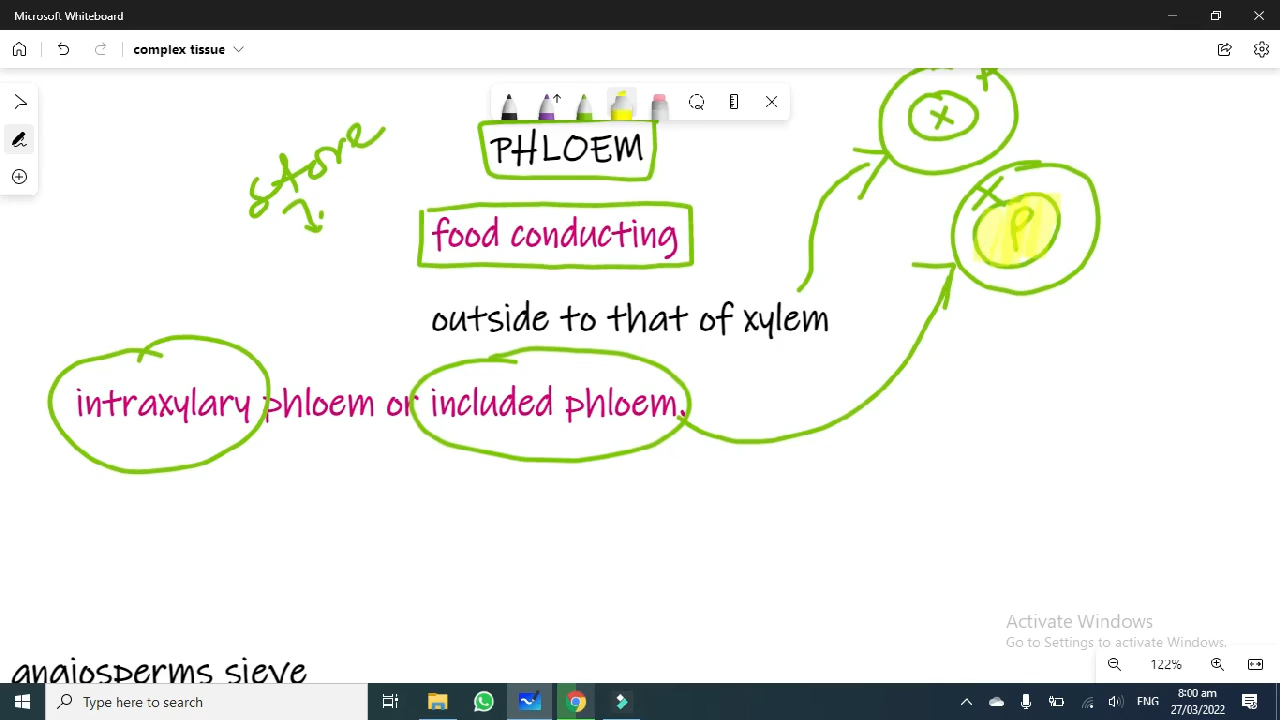 Microsoft Whiteboard
complex tissue
store
PHLOEM
food conducting
outside to that of xylem
intraxylary phloem or included phloem.
X
X
P
angiosperms sieve
Activate Windows
Go to Settings to activate Windows.
122%
Type here to search
ENG
8:00 am
27/03/2022